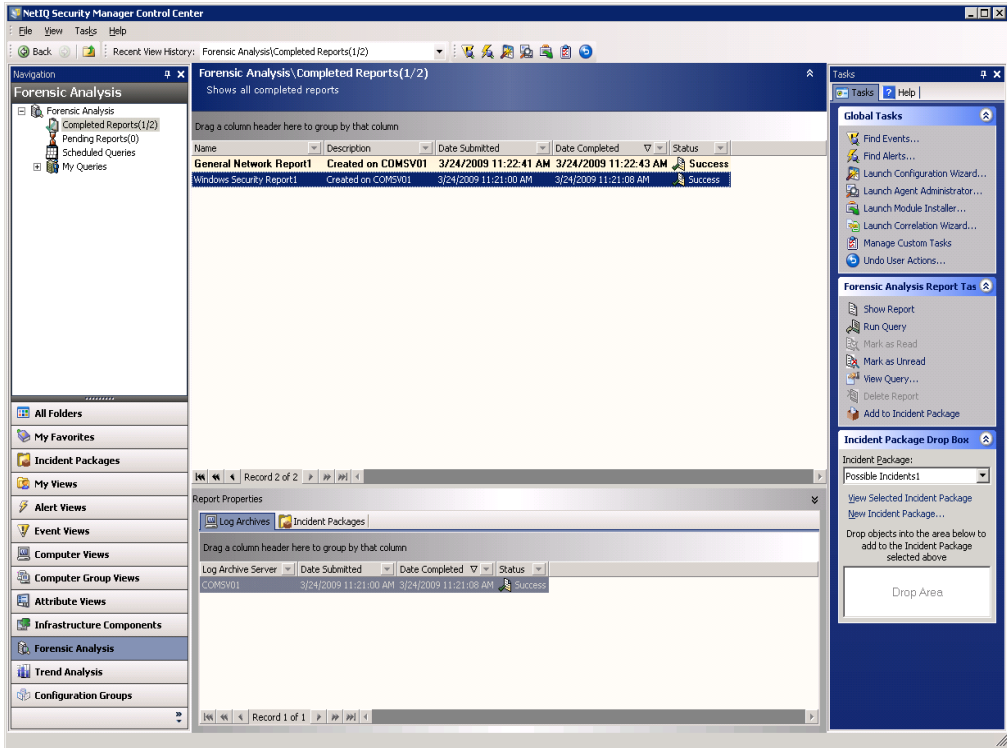 NetIQ Security Manager Control Center
File View Tasks Help
Back Recent View History: Forensic Analysis\Completed Reports(1/2)
Navigation
Forensic Analysis
Forensic Analysis
Completed Reports(1/2)
Pending Reports(0)
Scheduled Queries
My Queries
All Folders
My Favorites
Incident Packages
My Views
Alert Views
Event Views
Computer Views
Computer Group Views
Attribute Views
Infrastructure Components
Forensic Analysis
Trend Analysis
Configuration Groups
Forensic Analysis\Completed Reports(1/2)
Shows all completed reports
Drag a column header here to group by that column
Name Description Date Submitted Date Completed Status
General Network Report1 Created on COMSV01 3/24/2009 11:22:41 AM 3/24/2009 11:22:43 AM Success
Windows Security Report1 Created on COMSV01 3/24/2009 11:21:00 AM 3/24/2009 11:21:08 AM Success
Record 2 of 2
Report Properties
Log Archives Incident Packages
Drag a column header here to group by that column
Log Archive Server Date Submitted Date Completed Status
COMSV01 3/24/2009 11:21:00 AM 3/24/2009 11:21:08 AM Success
Record 1 of 1
Tasks
Tasks Help
Global Tasks
Find Events...
Find Alerts...
Launch Configuration Wizard...
Launch Agent Administrator...
Launch Module Installer...
Launch Correlation Wizard...
Manage Custom Tasks
Undo User Actions...
Forensic Analysis Report Tas
Show Report
Run Query
Mark as Read
Mark as Unread
View Query...
Delete Report
Add to Incident Package
Incident Package Drop Box
Incident Package:
Possible Incidents1
View Selected Incident Package
New Incident Package...
Drop objects into the area below to
add to the Incident Package
selected above
Drop Area